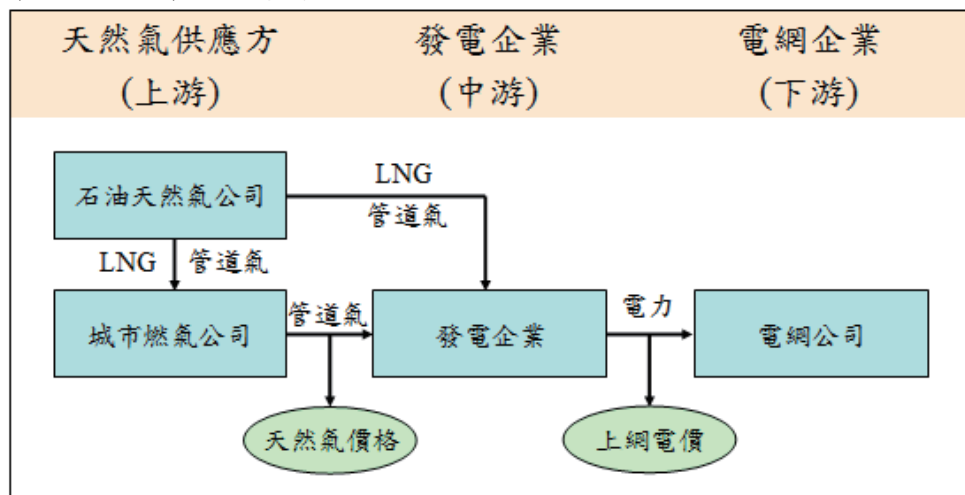 天然氣供應方
(上游)
發電企業
(中游)
電網企業
(下游)
石油天然氣公司
LNG
管道氣
LNG 管道氣
城市燃氣公司
管道氣
發電企業
電力
電網公司
天然氣價格
上網電價